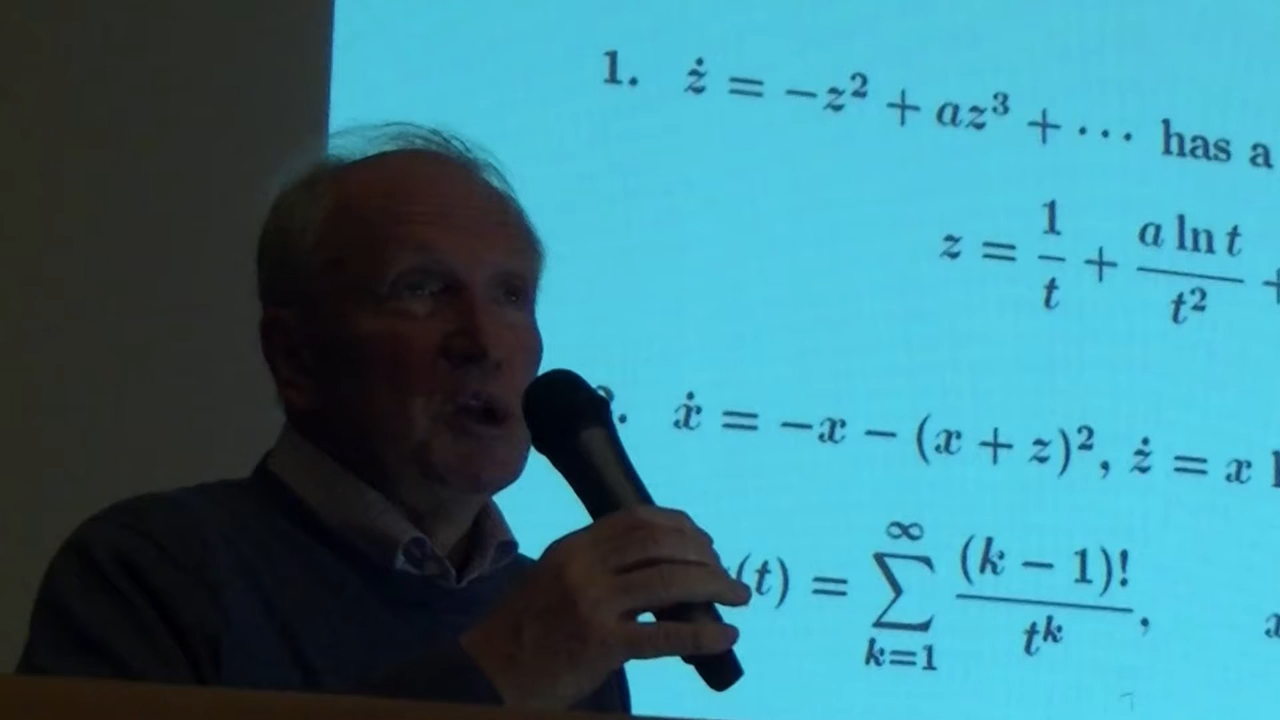 1. ż = −z² + az³ + ··· has a
z = 1/t + a ln t/t² +
. ẋ = −x − (x + z)², ż = x
(t) = ∑_{k=1}^{∞} (k − 1)!/t^k,